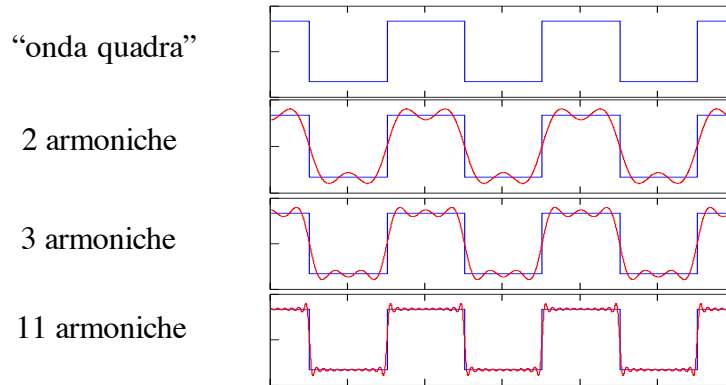 “onda quadra”
2 armoniche
3 armoniche
11 armoniche